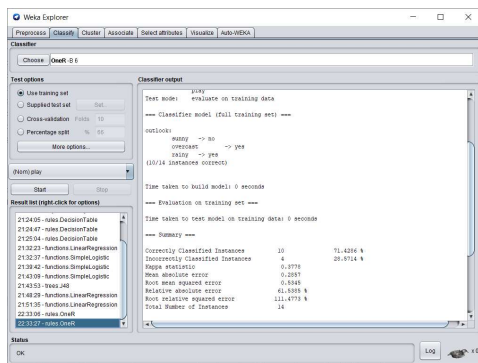 Weka Explorer
Preprocess Classify Cluster Associate Select attributes Visualize Auto-WEKA
Classifier
Choose OneR -B 6
Test options
Use training set
Supplied test set Set...
Cross-validation Folds 10
Percentage split % 66
More options...
(Nom) play
Start Stop
Result list (right-click for options)
21:24:05 - rules.DecisionTable
21:24:47 - rules.DecisionTable
21:25:04 - rules.DecisionTable
21:32:23 - functions.LinearRegression
21:32:37 - functions.SimpleLogistic
21:39:42 - functions.SimpleLogistic
21:43:09 - functions.SimpleLogistic
21:43:53 - trees.J48
21:48:29 - functions.LinearRegression
21:51:35 - functions.LinearRegression
22:33:06 - rules.OneR
22:33:27 - rules.OneR
Classifier output
play
Test mode: evaluate on training data
=== Classifier model (full training set) ===
outlook:
sunny -> no
overcast -> yes
rainy -> yes
(10/14 instances correct)
Time taken to build model: 0 seconds
=== Evaluation on training set ===
Time taken to test model on training data: 0 seconds
=== Summary ===
Correctly Classified Instances 10 71.4286 %
Incorrectly Classified Instances 4 28.5714 %
Kappa statistic 0.3778
Mean absolute error 0.2857
Root mean squared error 0.5345
Relative absolute error 61.5385 %
Root relative squared error 111.4773 %
Total Number of Instances 14
Status
OK
Log
x 0